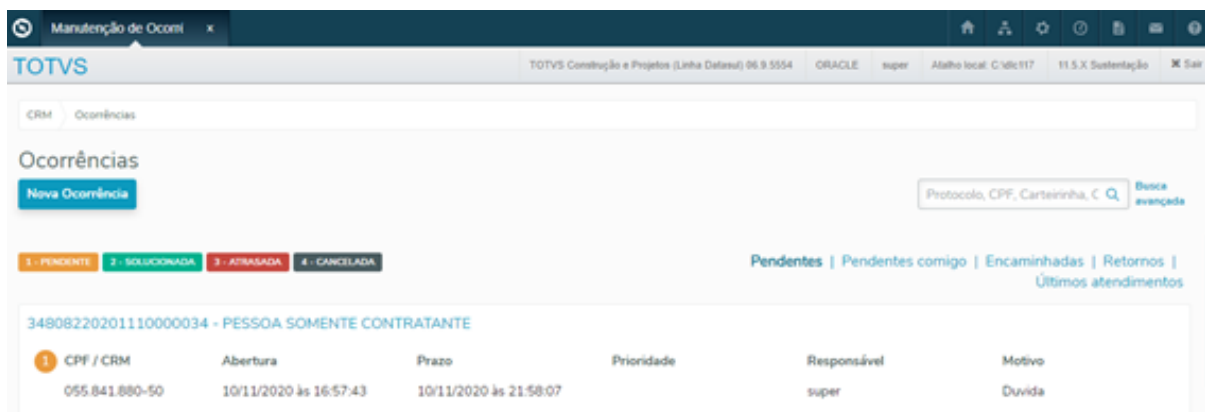 Manutenção de Ocorri x
TOTVS
TOTVS Construção e Projetos (Linha Datasul) 06.9.5554 ORACLE super Atalho local: C:\dlc117 11.5.X Sustentação Sair
CRM Ocorrências
Ocorrências
Nova Ocorrência
Protocolo, CPF, Carteirinha, C
Busca avançada
1 - PENDENTE 2 - SOLUCIONADA 3 - ATRASADA 4 - CANCELADA
Pendentes | Pendentes comigo | Encaminhadas | Retornos |
Últimos atendimentos
34808220201110000034 - PESSOA SOMENTE CONTRATANTE
1 CPF / CRM Abertura Prazo Prioridade Responsável Motivo
055.841.880-50 10/11/2020 às 16:57:43 10/11/2020 às 21:58:07 super Duvida